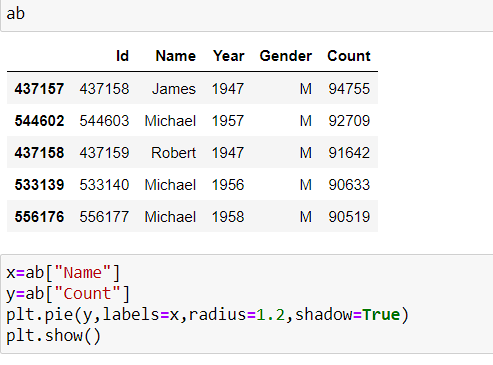 ab
Id Name Year Gender Count
437157 437158 James 1947 M 94755
544602 544603 Michael 1957 M 92709
437158 437159 Robert 1947 M 91642
533139 533140 Michael 1956 M 90633
556176 556177 Michael 1958 M 90519
x=ab["Name"]
y=ab["Count"]
plt.pie(y,labels=x,radius=1.2,shadow=True)
plt.show()